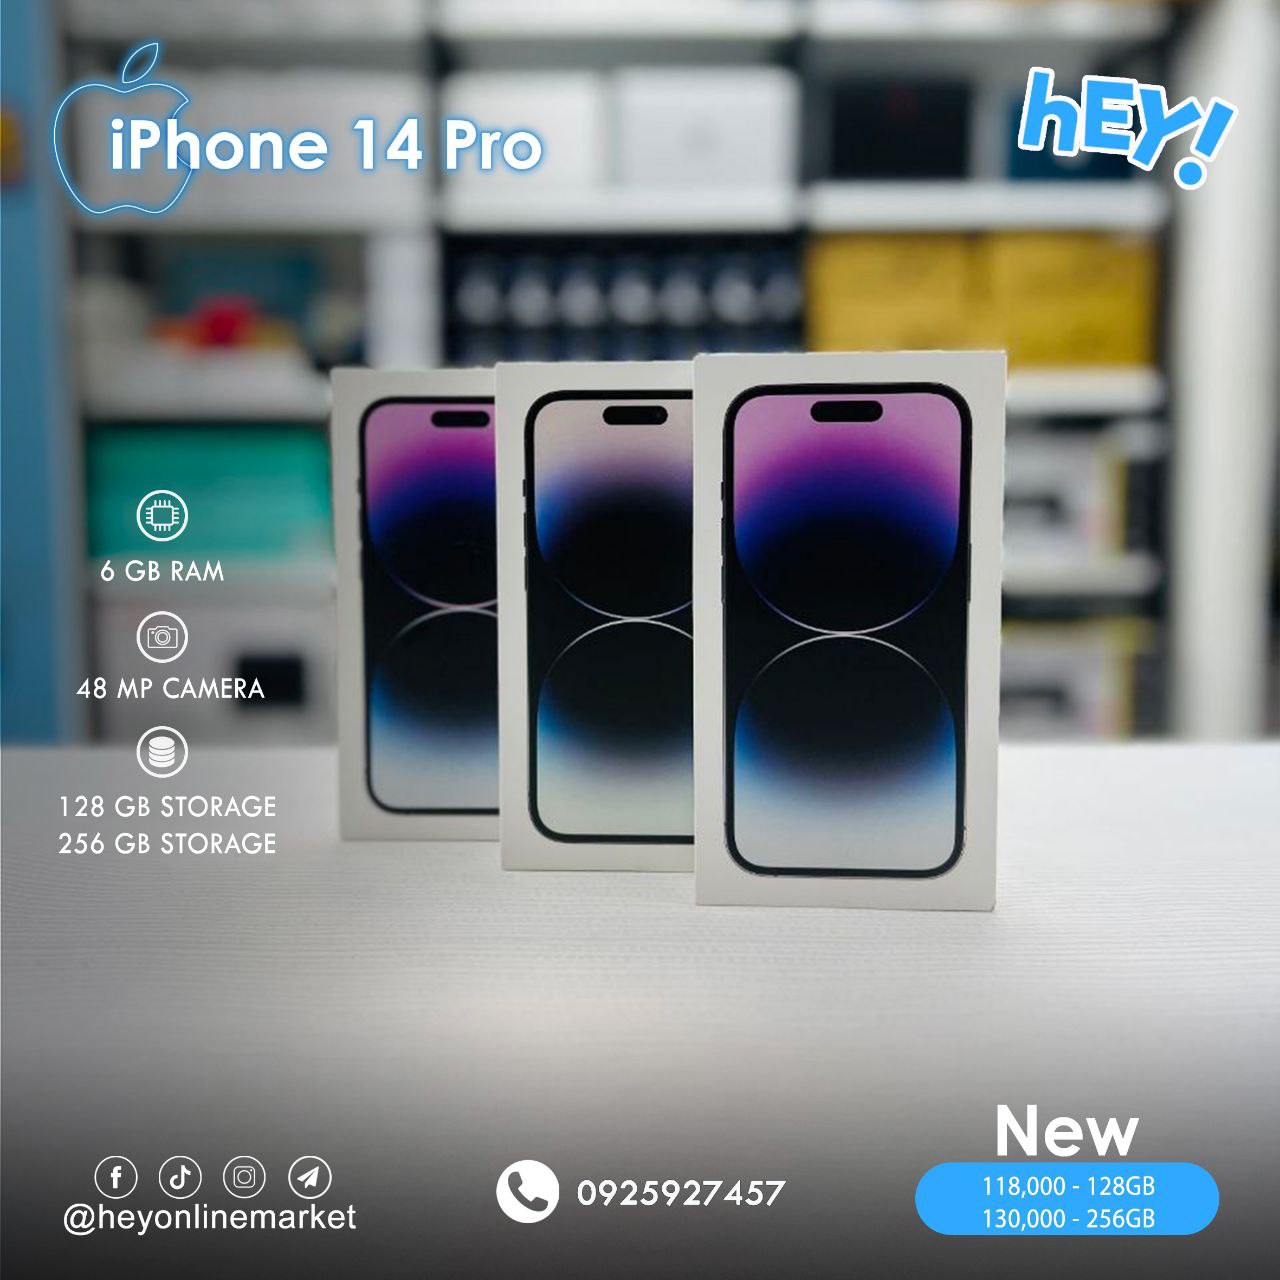 iPhone 14 Pro
hEY!
6 GB RAM
48 MP CAMERA
128 GB STORAGE
256 GB STORAGE
New
118,000 - 128GB
130,000 - 256GB
@heyonlinemarket
0925927457